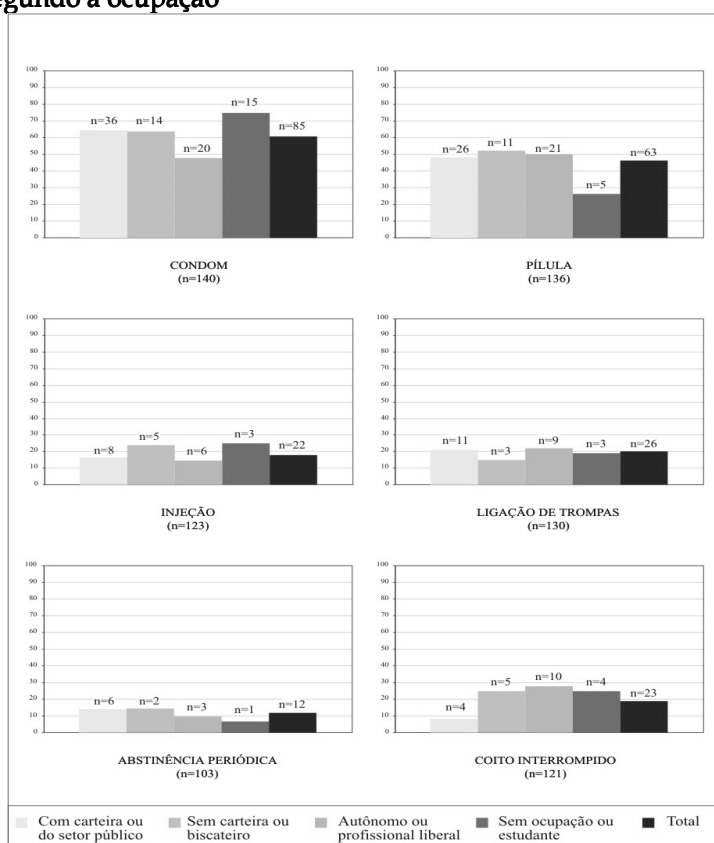 egundo a ocupação
100
90
80
70
60
50
40
30
20
10
0
n=36
n=14
n=20
n=15
n=85
CONDOM
(n=140)
100
90
80
70
60
50
40
30
20
10
0
n=26
n=11
n=21
n=5
n=63
PÍLULA
(n=136)
100
90
80
70
60
50
40
30
20
10
0
n=8
n=5
n=6
n=3
n=22
INJEÇÃO
(n=123)
100
90
80
70
60
50
40
30
20
10
0
n=11
n=3
n=9
n=3
n=26
LIGAÇÃO DE TROMPAS
(n=130)
100
90
80
70
60
50
40
30
20
10
0
n=6
n=2
n=3
n=1
n=12
ABSTINÊNCIA PERIÓDICA
(n=103)
100
90
80
70
60
50
40
30
20
10
0
n=4
n=5
n=10
n=4
n=23
COITO INTERROMPIDO
(n=121)
Com carteira ou
do setor público
Sem carteira ou
biscateiro
Autônomo ou
profissional liberal
Sem ocupação ou
estudante
Total